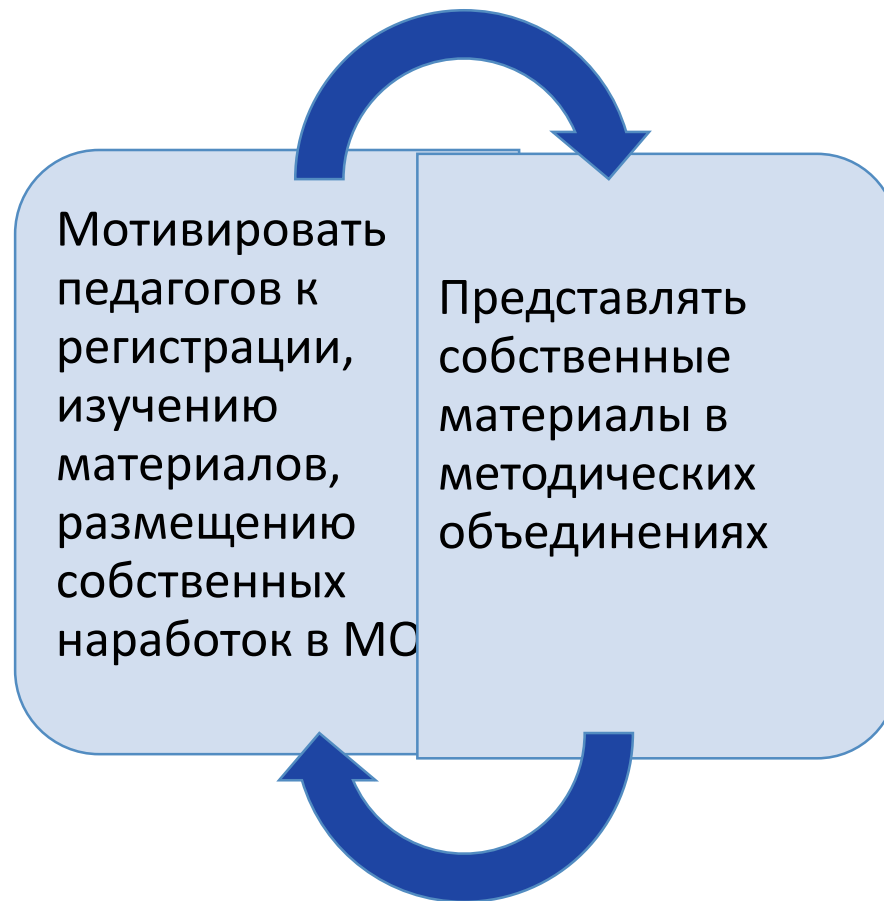 Мотивировать
педагогов к
регистрации,
изучению
материалов,
размещению
собственных
наработок в МО
Представлять
собственные
материалы в
методических
объединениях